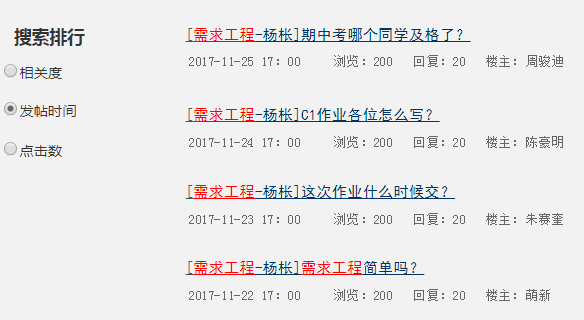 搜索排行
相关度
发帖时间
点击数
[需求工程-杨枨]期中考哪个同学及格了？
2017-11-25 17：00 浏览：200 回复：20 楼主：周骏迪
[需求工程-杨枨]C1作业各位怎么写？
2017-11-24 17：00 浏览：200 回复：20 楼主：陈豪明
[需求工程-杨枨]这次作业什么时候交？
2017-11-23 17：00 浏览：200 回复：20 楼主：朱赛奎
[需求工程-杨枨]需求工程简单吗？
2017-11-22 17：00 浏览：200 回复：20 楼主：萌新